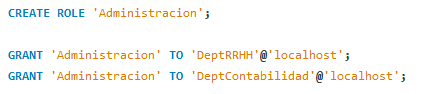 CREATE ROLE 'Administracion';
GRANT 'Administracion' TO 'DeptRRHH'@'localhost';
GRANT 'Administracion' TO 'DeptContabilidad'@'localhost';